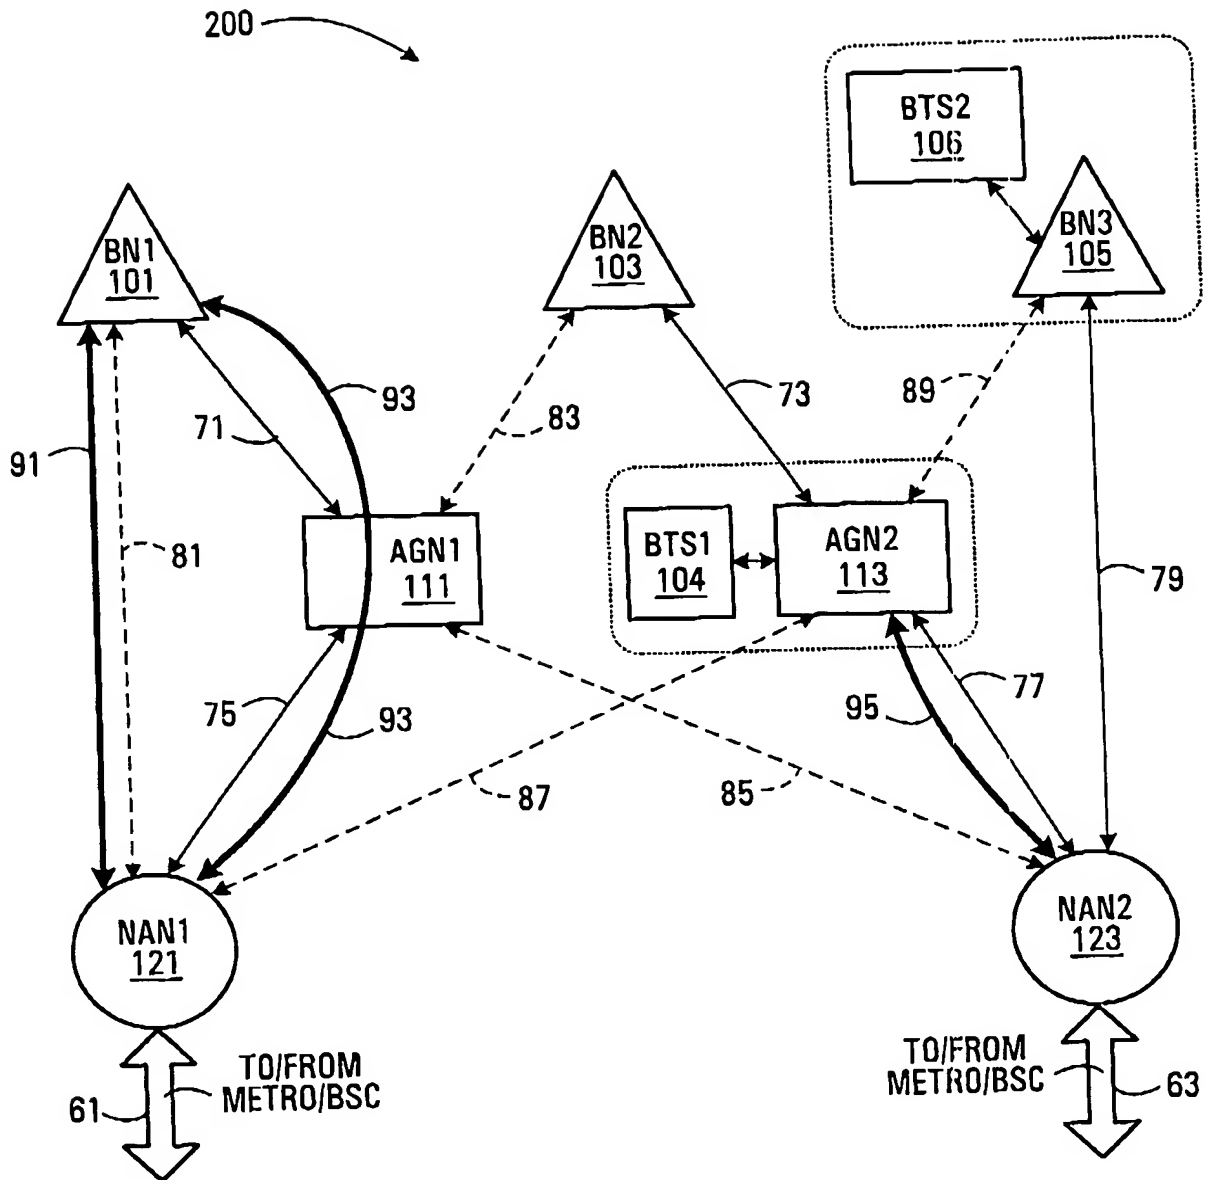 200
BTS2
106
BN1
101
BN2
103
BN3
105
93
71
83
73
89
91
81
AGN1
111
BTS1
104
AGN2
113
79
75
93
87
85
95
77
NAN1
121
NAN2
123
61
TO/FROM
METRO/BSC
TO/FROM
METRO/BSC
63